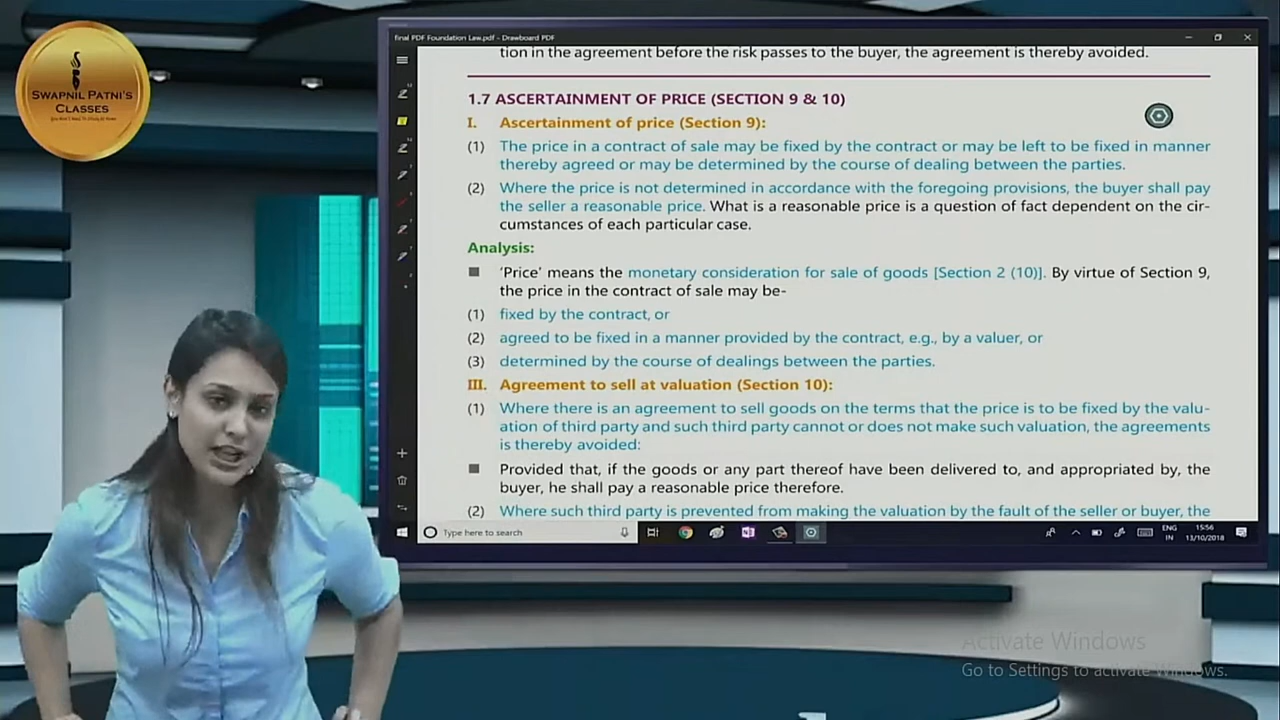 SWAPNIL PATNI'S
CLASSES
final PDF Foundation Law.pdf - Drawboard PDF
tion in the agreement before the risk passes to the buyer, the agreement is thereby avoided.
1.7 ASCERTAINMENT OF PRICE (SECTION 9 & 10)
I. Ascertainment of price (Section 9):
(1) The price in a contract of sale may be fixed by the contract or may be left to be fixed in manner
thereby agreed or may be determined by the course of dealing between the parties.
(2) Where the price is not determined in accordance with the foregoing provisions, the buyer shall pay
the seller a reasonable price. What is a reasonable price is a question of fact dependent on the cir-
cumstances of each particular case.
Analysis:
■ 'Price' means the monetary consideration for sale of goods [Section 2 (10)]. By virtue of Section 9,
the price in the contract of sale may be-
(1) fixed by the contract, or
(2) agreed to be fixed in a manner provided by the contract, e.g., by a valuer, or
(3) determined by the course of dealings between the parties.
III. Agreement to sell at valuation (Section 10):
(1) Where there is an agreement to sell goods on the terms that the price is to be fixed by the valu-
ation of third party and such third party cannot or does not make such valuation, the agreements
is thereby avoided:
■ Provided that, if the goods or any part thereof have been delivered to, and appropriated by, the
buyer, he shall pay a reasonable price therefore.
(2) Where such third party is prevented from making the valuation by the fault of the seller or buyer, the
Type here to search
ENG
IN
15:56
13/10/2018
Activate Windows
Go to Settings to activate Windows.